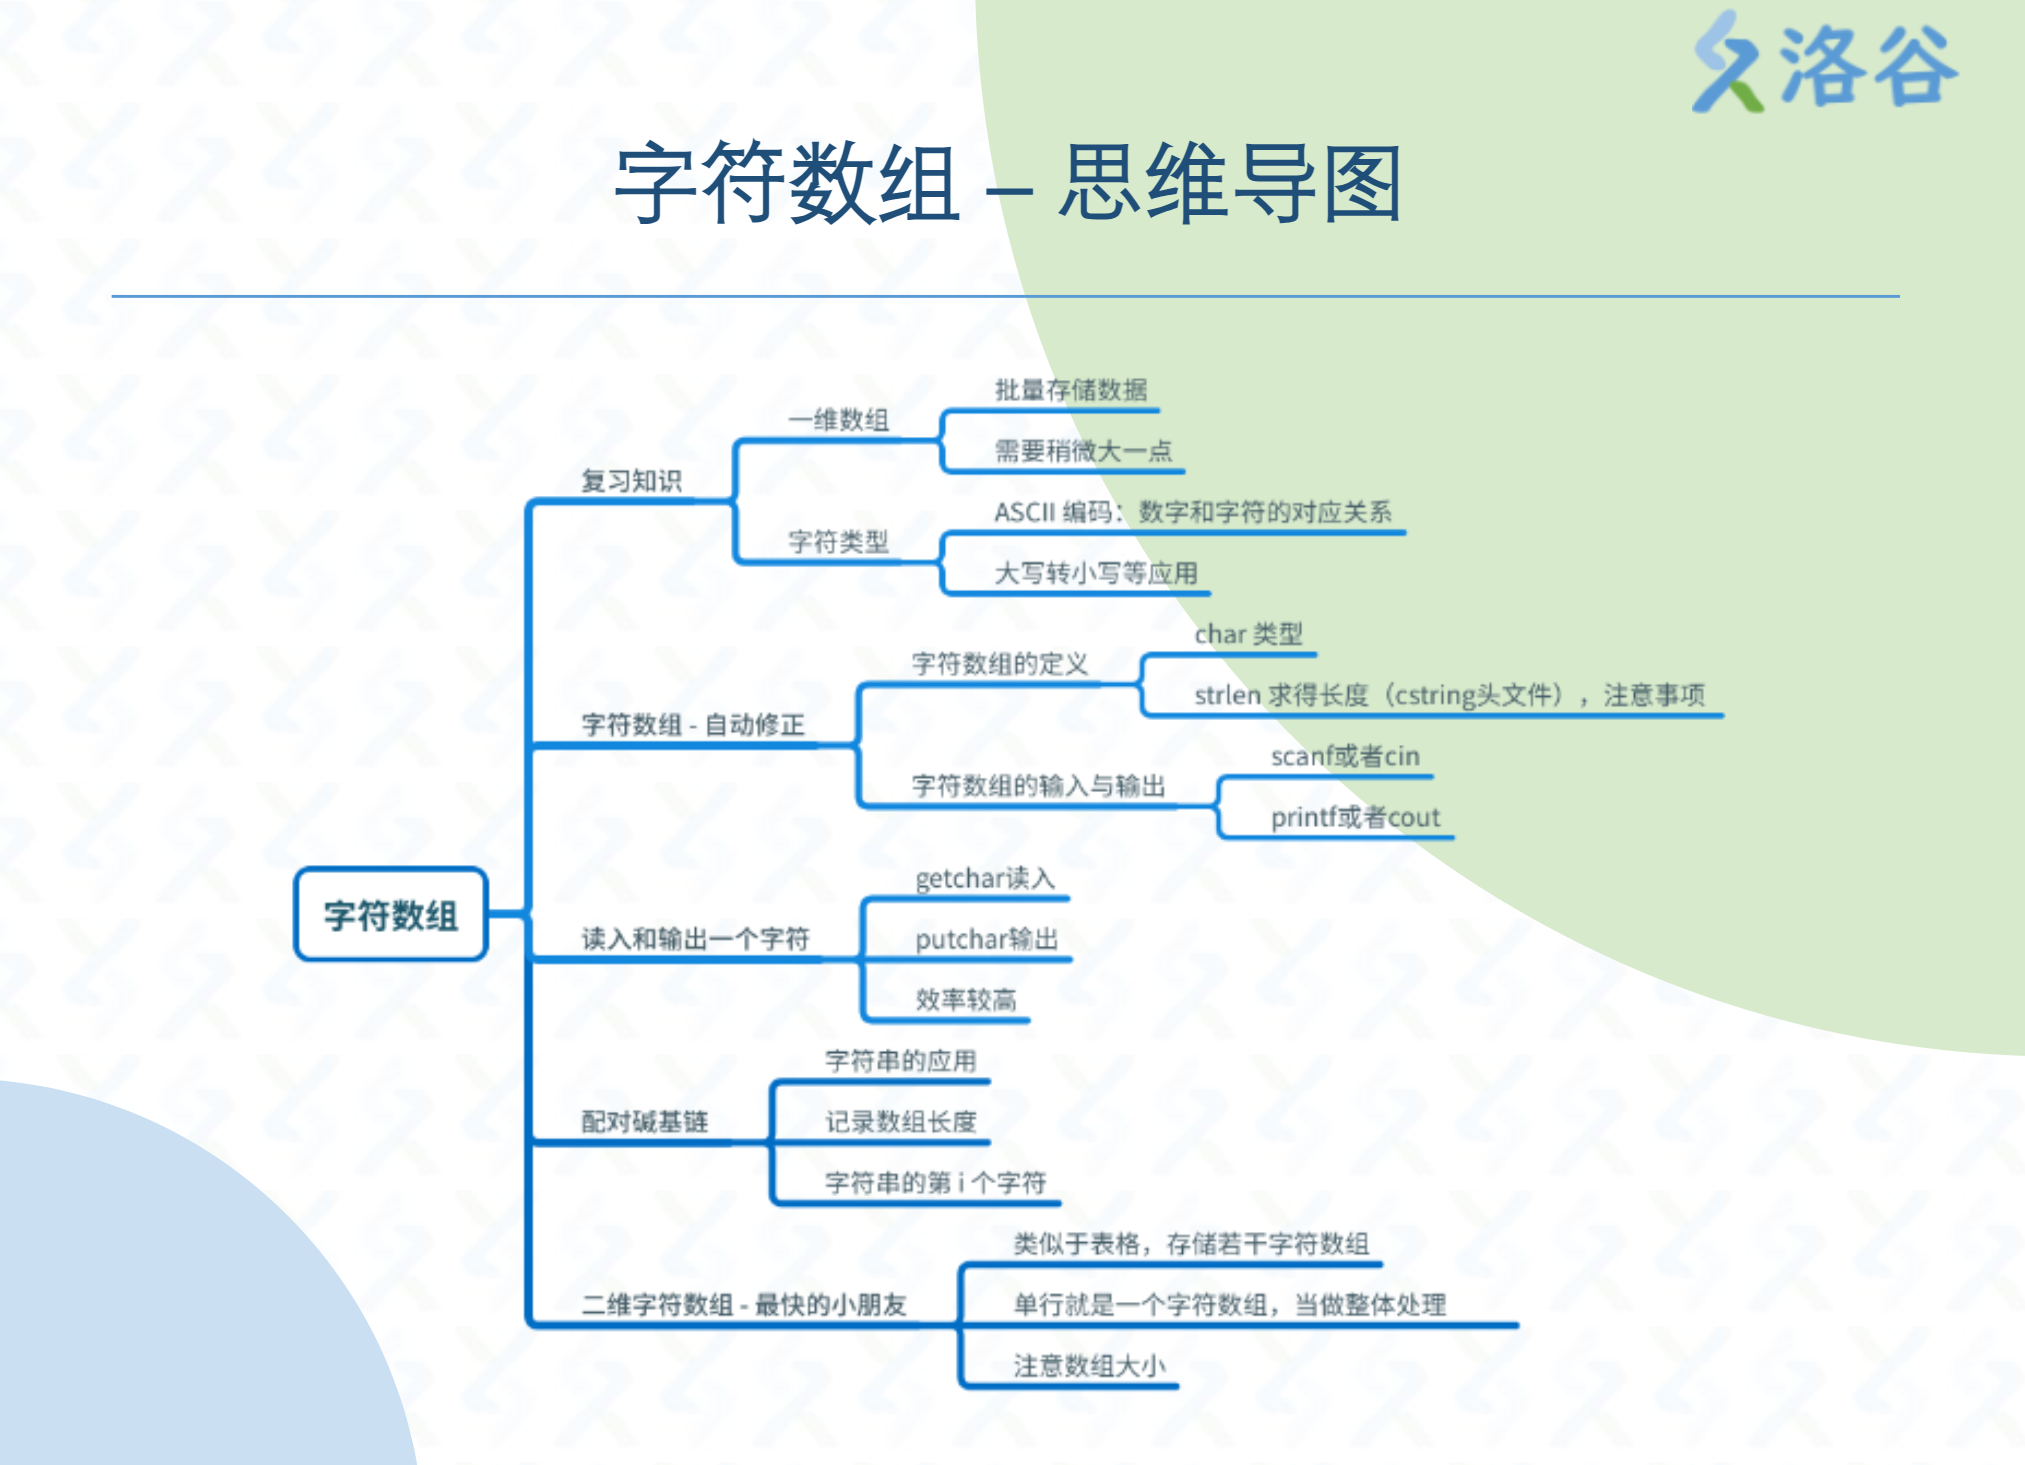 洛谷
字符数组 – 思维导图
字符数组
复习知识
一维数组
批量存储数据
需要稍微大一点
字符类型
ASCII 编码：数字和字符的对应关系
大写转小写等应用
字符数组 - 自动修正
字符数组的定义
char 类型
strlen 求得长度（cstring头文件），注意事项
字符数组的输入与输出
scanf或者cin
printf或者cout
读入和输出一个字符
getchar读入
putchar输出
效率较高
配对碱基链
字符串的应用
记录数组长度
字符串的第 i 个字符
二维字符数组 - 最快的小朋友
类似于表格，存储若干字符数组
单行就是一个字符数组，当做整体处理
注意数组大小